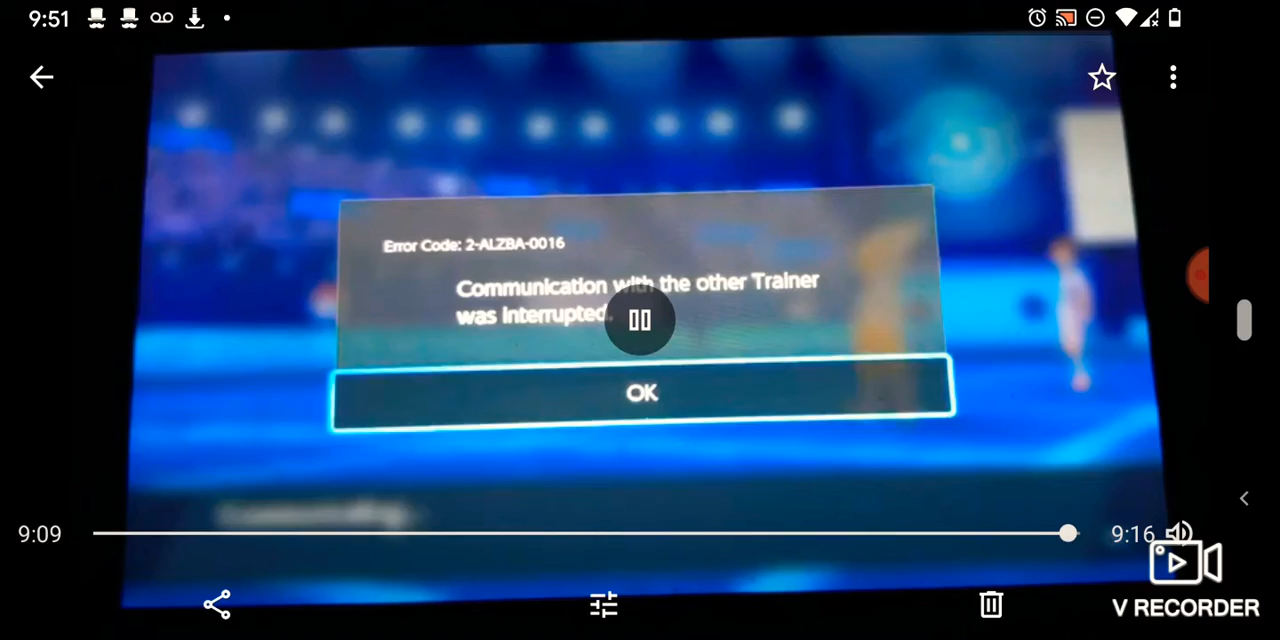 9:51
Error Code: 2-ALZBA-0016
Communication with the other Trainer
was interrupted.
OK
9:09
9:16
V RECORDER